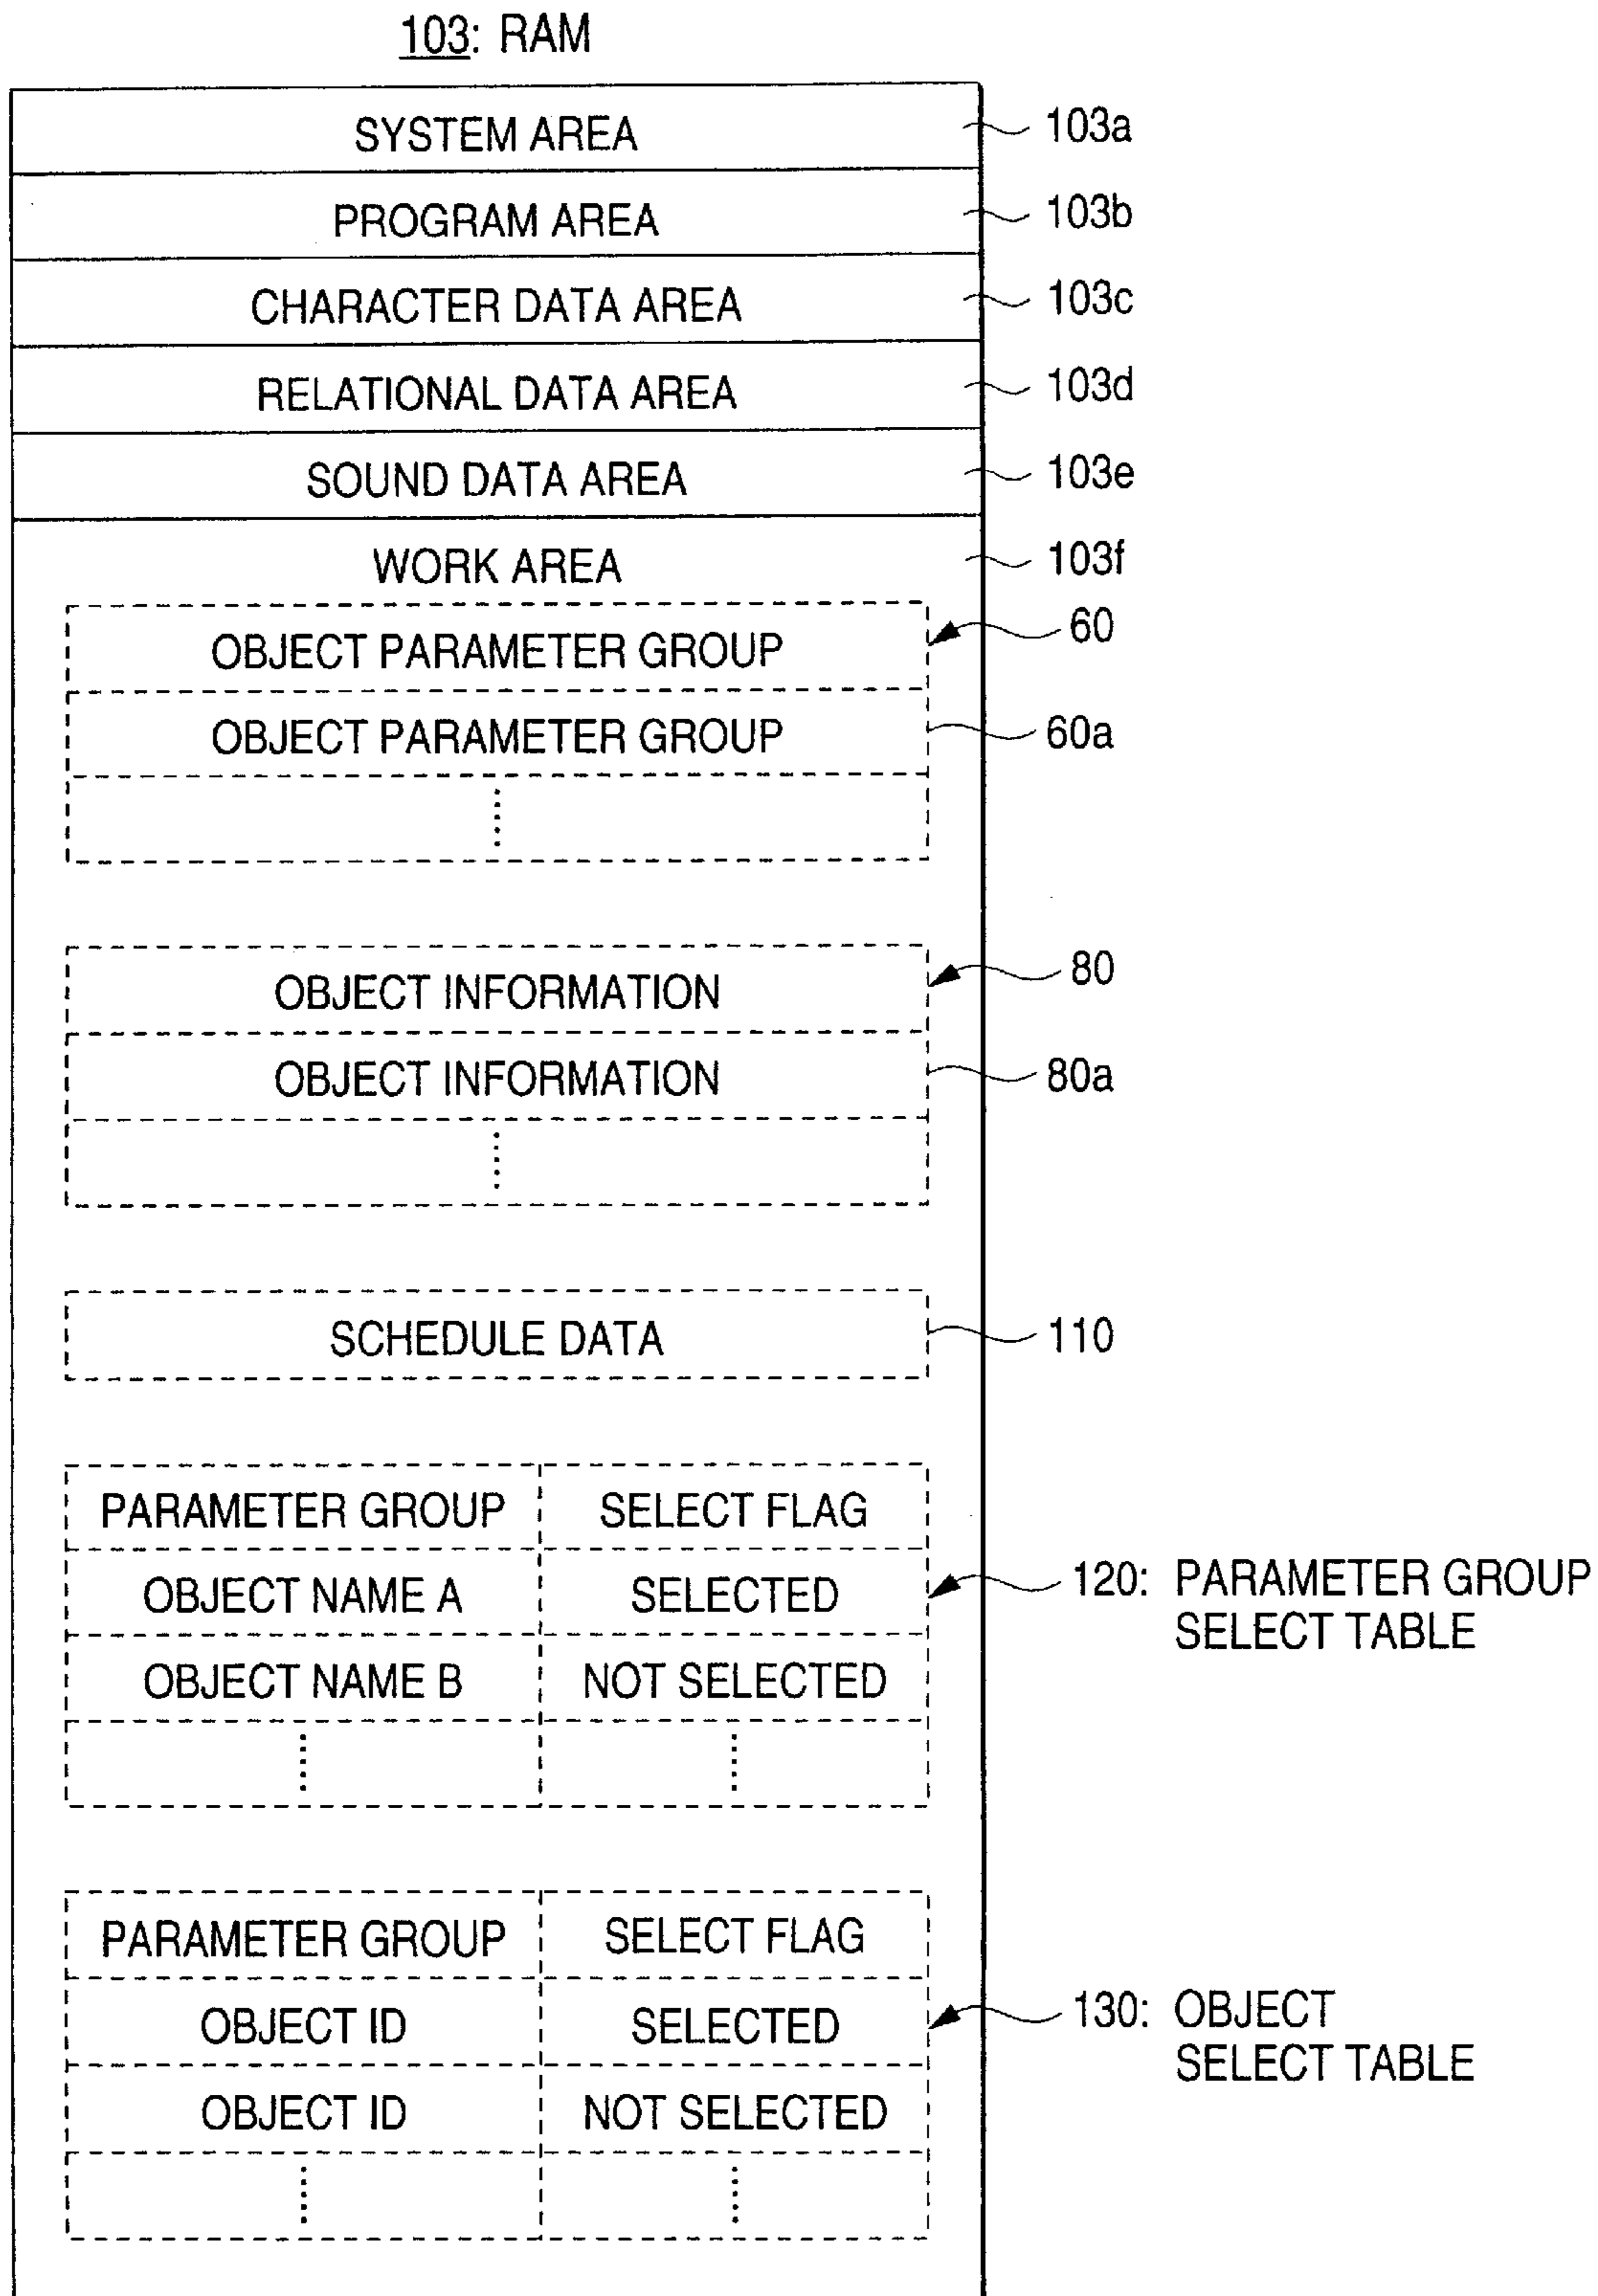 103: RAM
SYSTEM AREA 103a
PROGRAM AREA 103b
CHARACTER DATA AREA 103c
RELATIONAL DATA AREA 103d
SOUND DATA AREA 103e
WORK AREA 103f
OBJECT PARAMETER GROUP 60
OBJECT PARAMETER GROUP 60a
OBJECT INFORMATION 80
OBJECT INFORMATION 80a
SCHEDULE DATA 110
PARAMETER GROUP SELECT FLAG
OBJECT NAME A SELECTED 120: PARAMETER GROUP
SELECT TABLE
OBJECT NAME B NOT SELECTED
PARAMETER GROUP SELECT FLAG
OBJECT ID SELECTED 130: OBJECT
SELECT TABLE
OBJECT ID NOT SELECTED